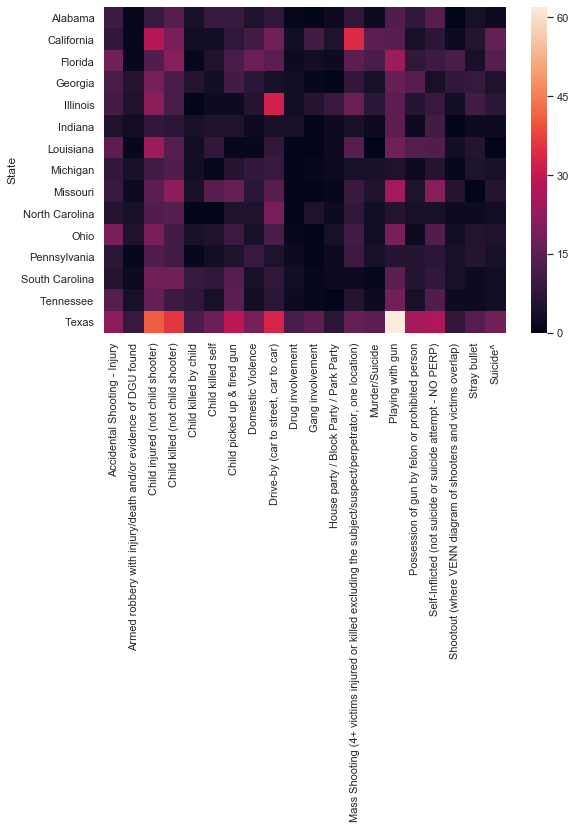 State
Alabama
California
Florida
Georgia
Illinois
Indiana
Louisiana
Michigan
Missouri
North Carolina
Ohio
Pennsylvania
South Carolina
Tennessee
Texas
60
45
30
15
0
Accidental Shooting - Injury
Armed robbery with injury/death and/or evidence of DGU found
Child injured (not child shooter)
Child killed (not child shooter)
Child killed by child
Child killed self
Child picked up & fired gun
Domestic Violence
Drive-by (car to street, car to car)
Drug involvement
Gang involvement
House party / Block Party / Park Party
Mass Shooting (4+ victims injured or killed excluding the subject/suspect/perpetrator, one location)
Murder/Suicide
Playing with gun
Possession of gun by felon or prohibited person
Self-Inflicted (not suicide or suicide attempt - NO PERP)
Shootout (where VENN diagram of shooters and victims overlap)
Stray bullet
Suicide^